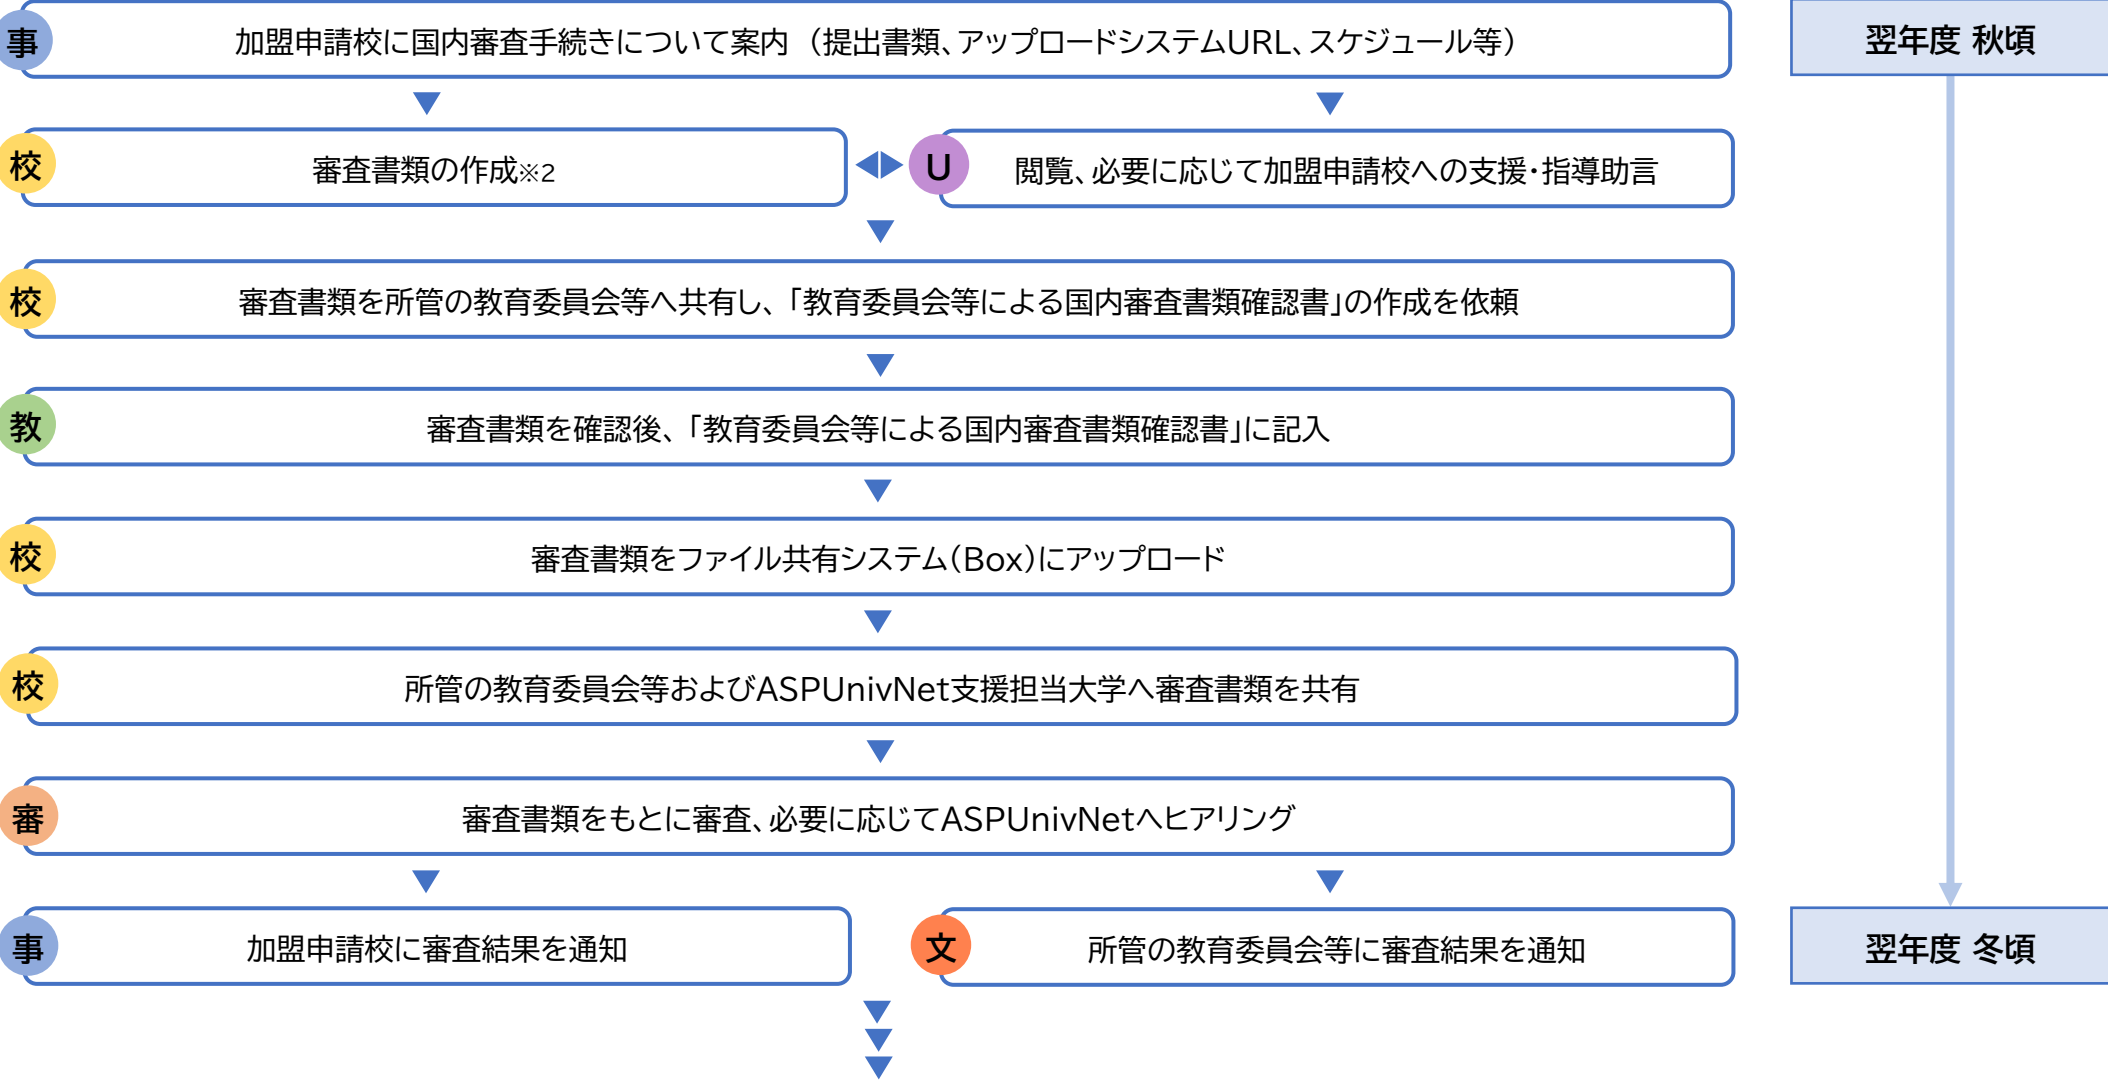 事
加盟申請校に国内審査手続きについて案内（提出書類、アップロードシステムURL、スケジュール等）
翌年度 秋頃
校
審査書類の作成※2
U
閲覧、必要に応じて加盟申請校への支援・指導助言
校
審査書類を所管の教育委員会等へ共有し、「教育委員会等による国内審査書類確認書」の作成を依頼
教
審査書類を確認後、「教育委員会等による国内審査書類確認書」に記入
校
審査書類をファイル共有システム（Box）にアップロード
校
所管の教育委員会等およびASPUnivNet支援担当大学へ審査書類を共有
審
審査書類をもとに審査、必要に応じてASPUnivNetへヒアリング
事
加盟申請校に審査結果を通知
文
所管の教育委員会等に審査結果を通知
翌年度 冬頃